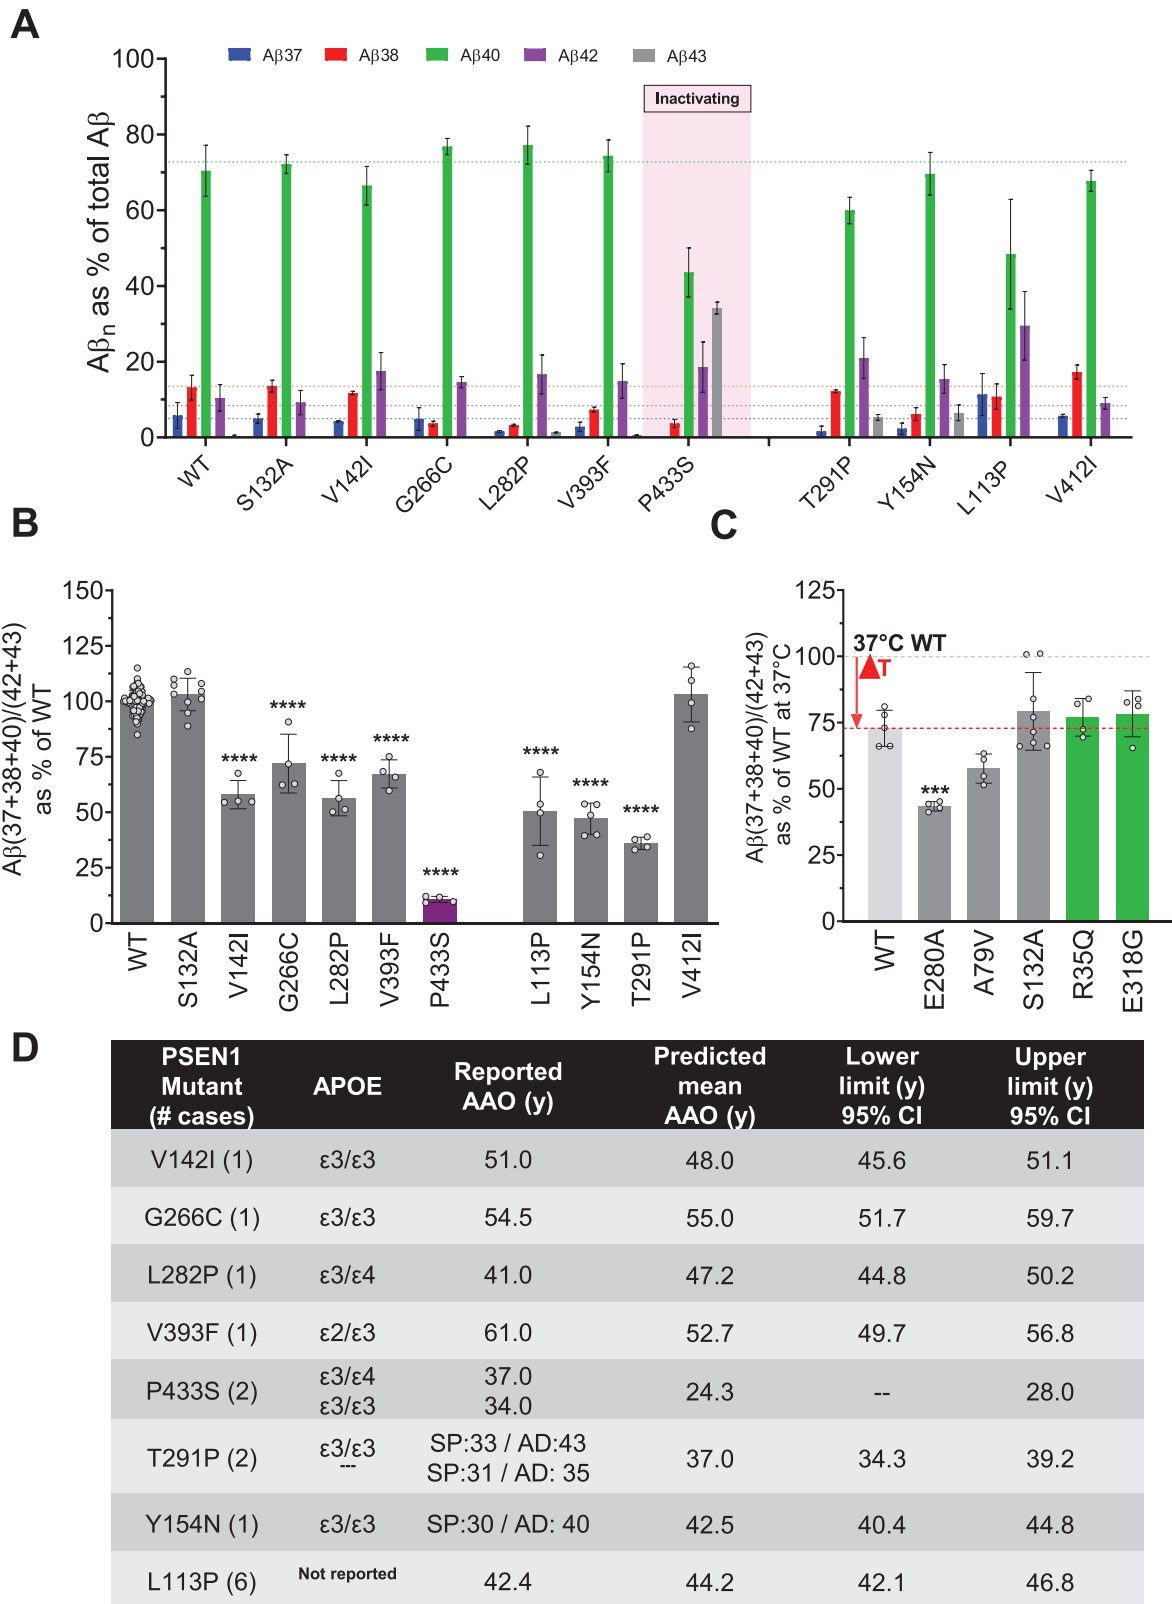 A
Aβ37 Aβ38 Aβ40 Aβ42 Aβ43
Aβn as % of total Aβ
100
80
60
40
20
0
Inactivating
WT S132A V142I G266C L282P V393F P433S T291P Y154N L113P V412I
B
Aβ(37+38+40)/(42+43)
as % of WT
150
125
100
75
50
25
0
**** **** **** **** **** **** **** ****
WT S132A V142I G266C L282P V393F P433S L113P Y154N T291P V412I
C
Aβ(37+38+40)/(42+43)
as % of WT at 37°C
125
100
75
50
25
0
37°C WT
▲T
***
WT E280A A79V S132A R35Q E318G
D
PSEN1 Mutant (# cases) APOE Reported AAO (y) Predicted mean AAO (y) Lower limit (y) 95% CI Upper limit (y) 95% CI
V142I (1) ε3/ε3 51.0 48.0 45.6 51.1
G266C (1) ε3/ε3 54.5 55.0 51.7 59.7
L282P (1) ε3/ε4 41.0 47.2 44.8 50.2
V393F (1) ε2/ε3 61.0 52.7 49.7 56.8
P433S (2) ε3/ε4 37.0 24.3 -- 28.0
ε3/ε3 34.0
T291P (2) ε3/ε3 SP:33 / AD:43 37.0 34.3 39.2
--- SP:31 / AD: 35
Y154N (1) ε3/ε3 SP:30 / AD: 40 42.5 40.4 44.8
L113P (6) Not reported 42.4 44.2 42.1 46.8